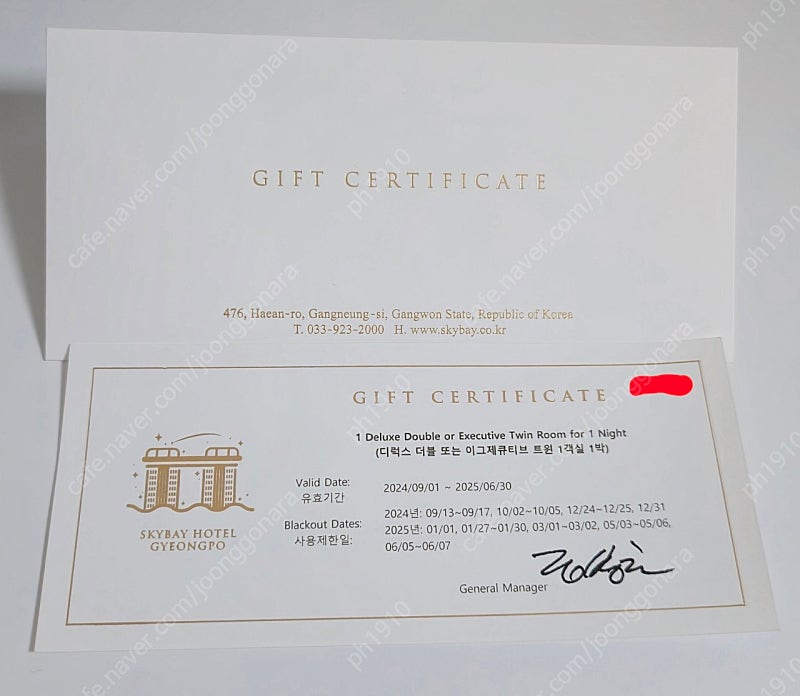 GIFT CERTIFICATE
476, Haean-ro, Gangneung-si, Gangwon State, Republic of Korea
T. 033-923-2000 H. www.skybay.co.kr
GIFT CERTIFICATE
1 Deluxe Double or Executive Twin Room for 1 Night
(디럭스 더블 또는 이그제큐티브 트윈 1객실 1박)
Valid Date: 2024/09/01 ~ 2025/06/30
유효기간
Blackout Dates: 2024년: 09/13~09/17, 10/02~10/05, 12/24~12/25, 12/31
사용제한일: 2025년: 01/01, 01/27~01/30, 03/01~03/02, 05/03~05/06,
06/05~06/07
SKYBAY HOTEL
GYEONGPO
General Manager
cafe.naver.com/joonggonara
ph1910